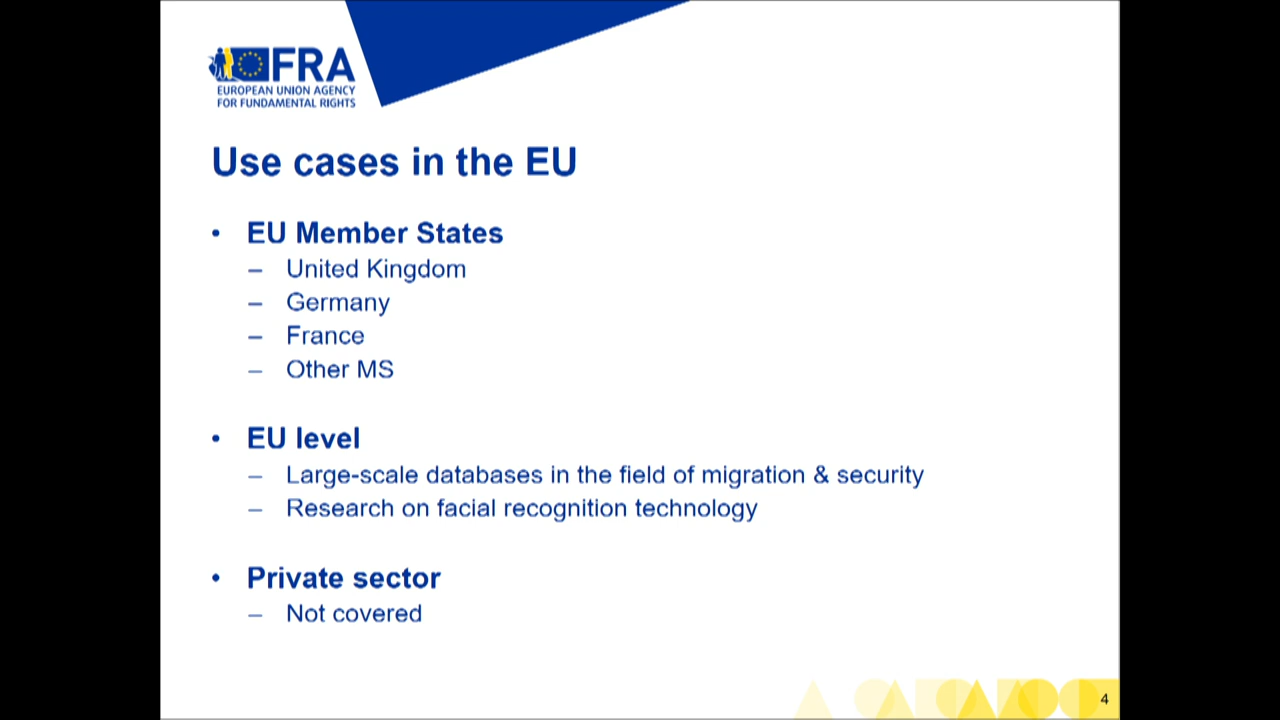 FRA
EUROPEAN UNION AGENCY
FOR FUNDAMENTAL RIGHTS
Use cases in the EU
• EU Member States
– United Kingdom
– Germany
– France
– Other MS
• EU level
– Large-scale databases in the field of migration & security
– Research on facial recognition technology
• Private sector
– Not covered
4